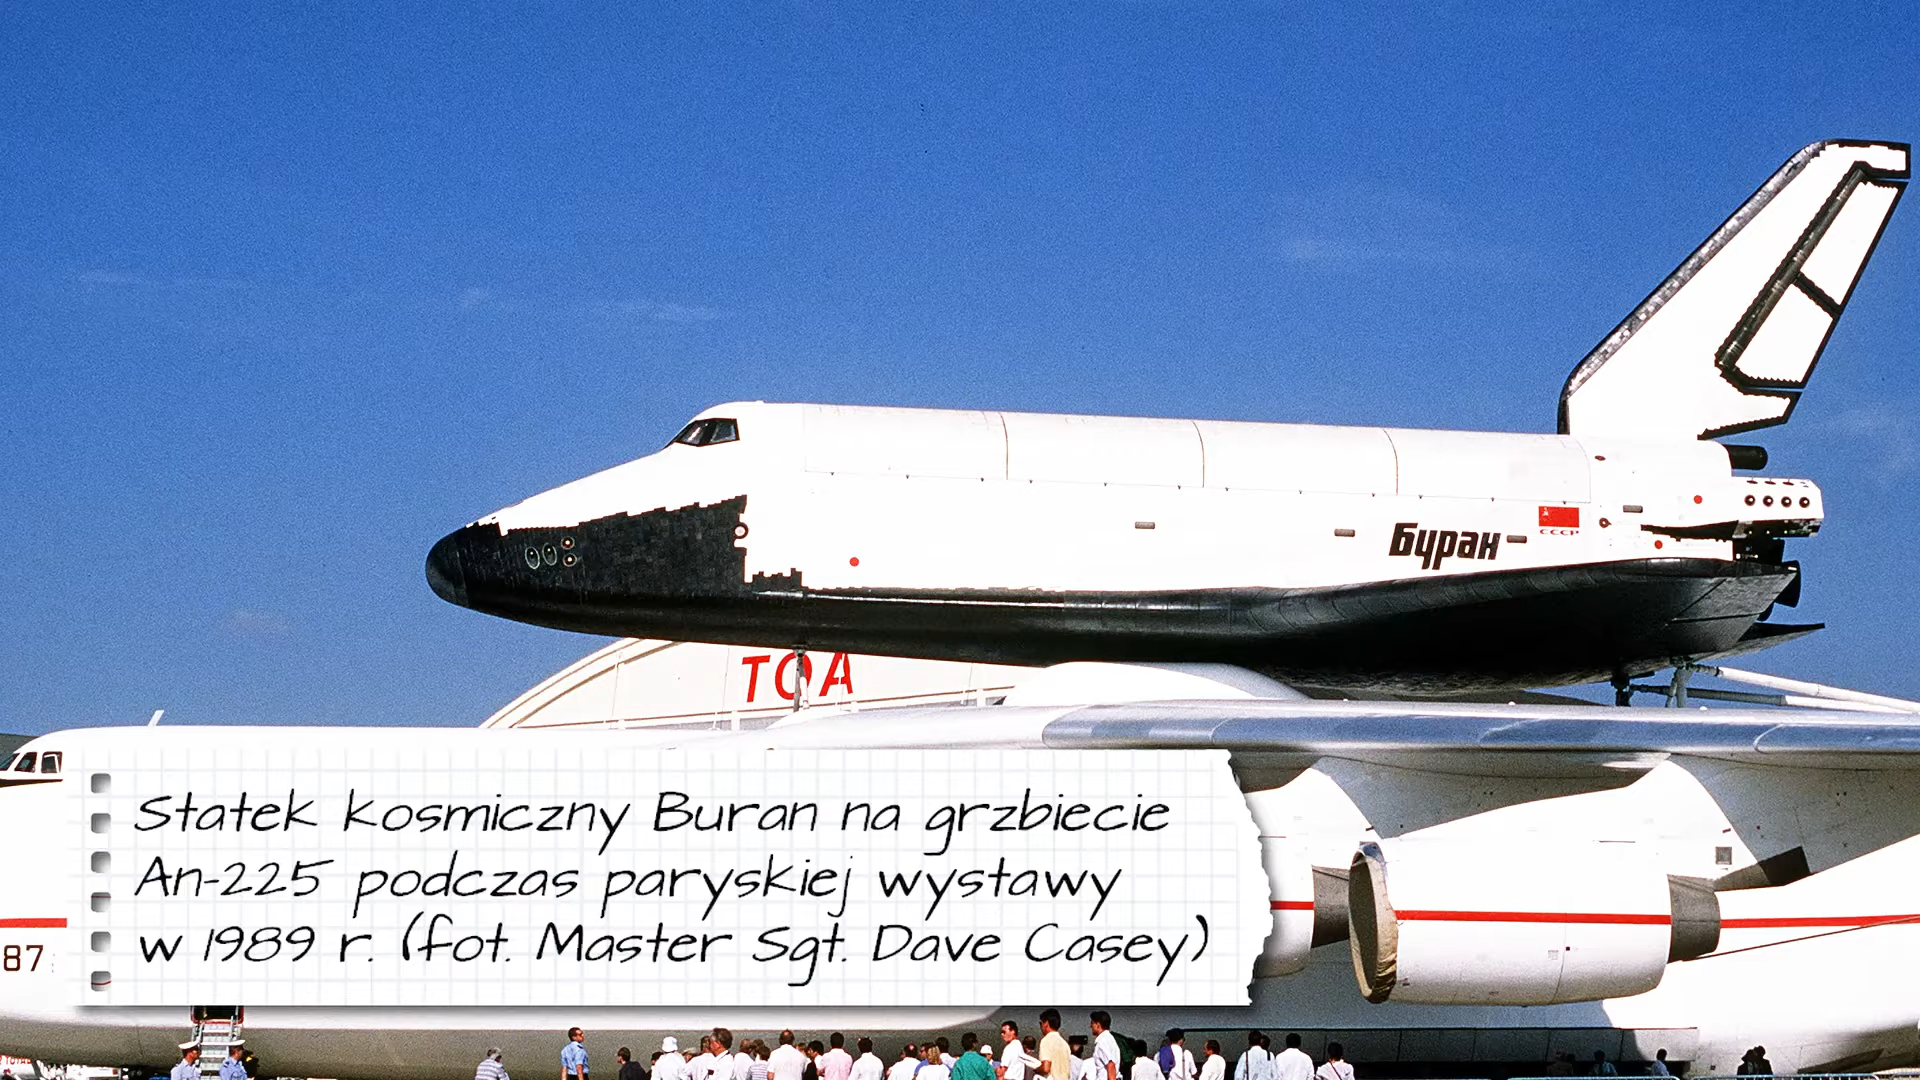 Буран
СССР
TOA
Statek kosmiczny Buran na grzbiecie
An-225 podczas paryskiej wystawy
w 1989 r. (fot. Master Sgt. Dave Casey)
87